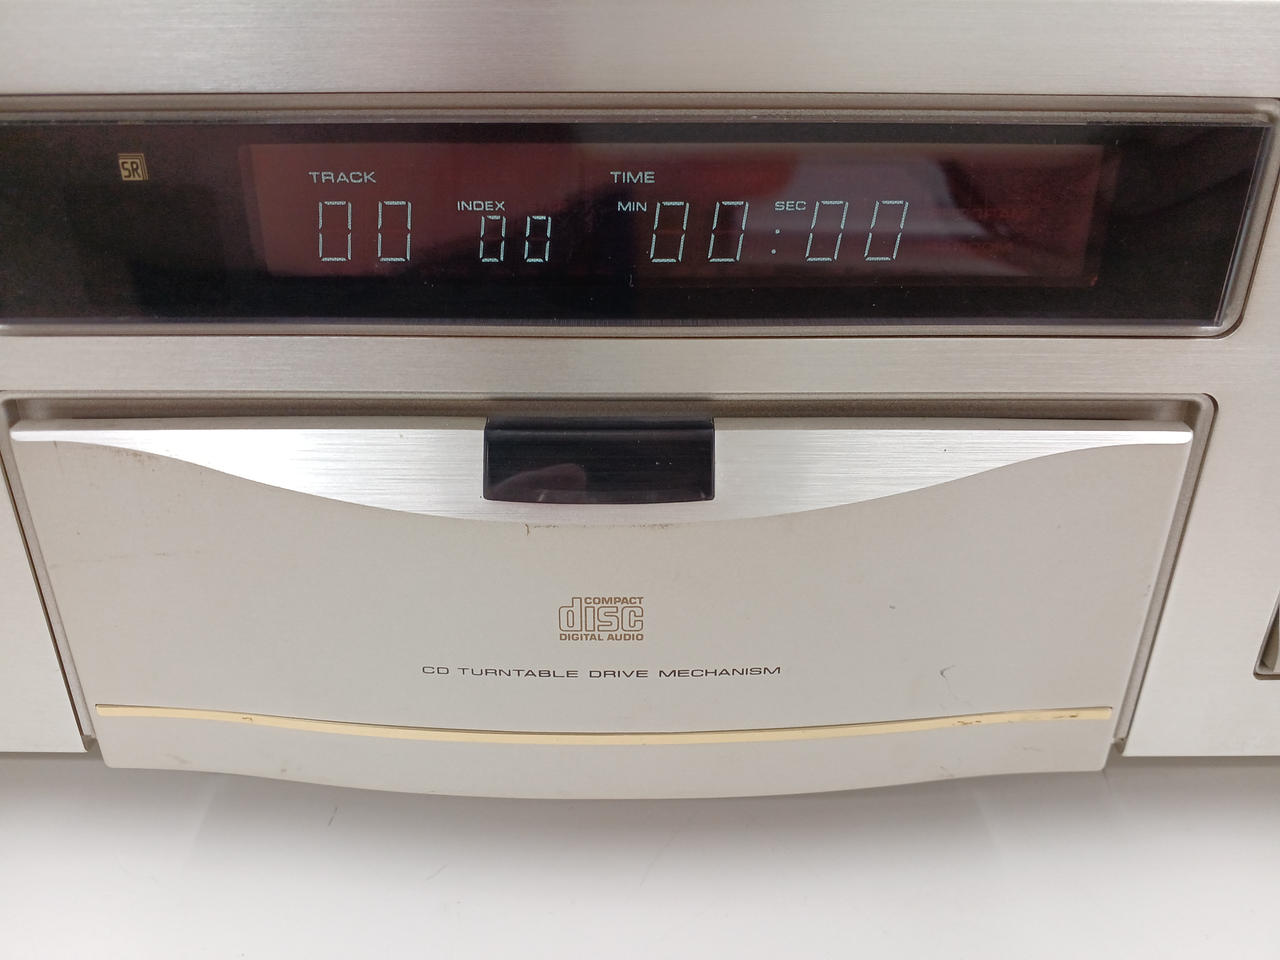 SR
TRACK TIME
INDEX MIN SEC
00 00 00:00
COMPACT
disc
DIGITAL AUDIO
CD TURNTABLE DRIVE MECHANISM